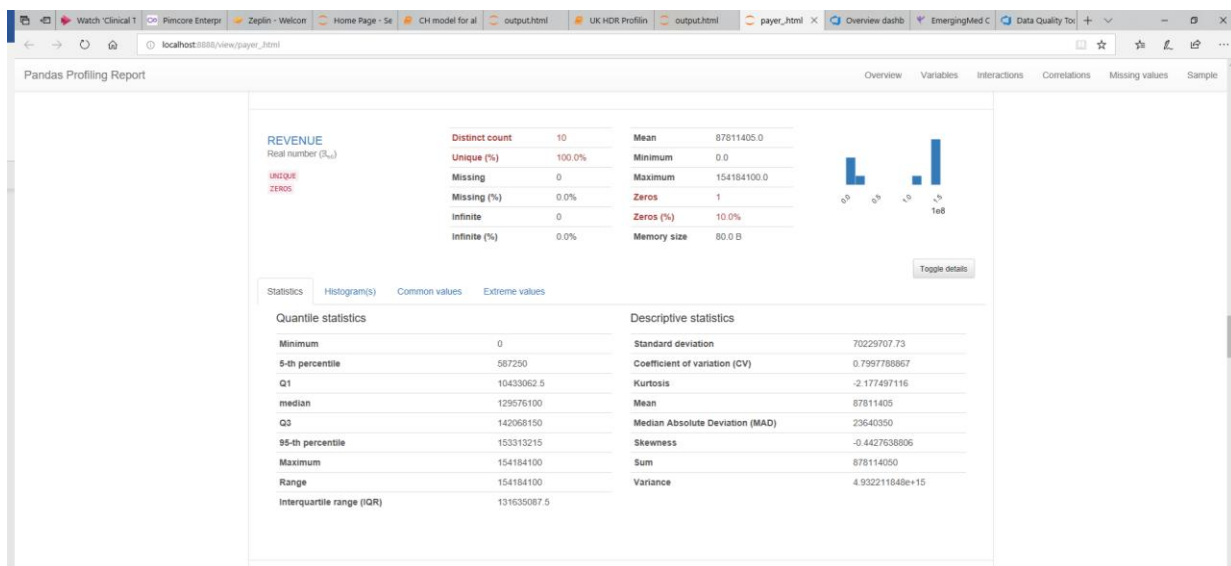 Watch 'Clinical T
Pimcore Enterpr
Zeplin - Welcom
Home Page - Se
CH model for al
output.html
UK HDR Profilin
output.html
payer_.html
Overview dashb
EmergingMed C
Data Quality Too
localhost:8888/view/payer_.html
Pandas Profiling Report
Overview Variables Interactions Correlations Missing values Sample
REVENUE
Real number (ℝ≥0)
UNIQUE
ZEROS
Distinct count 10
Unique (%) 100.0%
Missing 0
Missing (%) 0.0%
Infinite 0
Infinite (%) 0.0%
Mean 87811405.0
Minimum 0.0
Maximum 154184100.0
Zeros 1
Zeros (%) 10.0%
Memory size 80.0 B
0.0 0.5 1.0 1.5
1e8
Toggle details
Statistics Histogram(s) Common values Extreme values
Quantile statistics
Minimum 0
5-th percentile 587250
Q1 10433062.5
median 129576100
Q3 142068150
95-th percentile 153313215
Maximum 154184100
Range 154184100
Interquartile range (IQR) 131635087.5
Descriptive statistics
Standard deviation 70229707.73
Coefficient of variation (CV) 0.7997788867
Kurtosis -2.177497116
Mean 87811405
Median Absolute Deviation (MAD) 23640350
Skewness -0.4427638806
Sum 878114050
Variance 4.932211848e+15